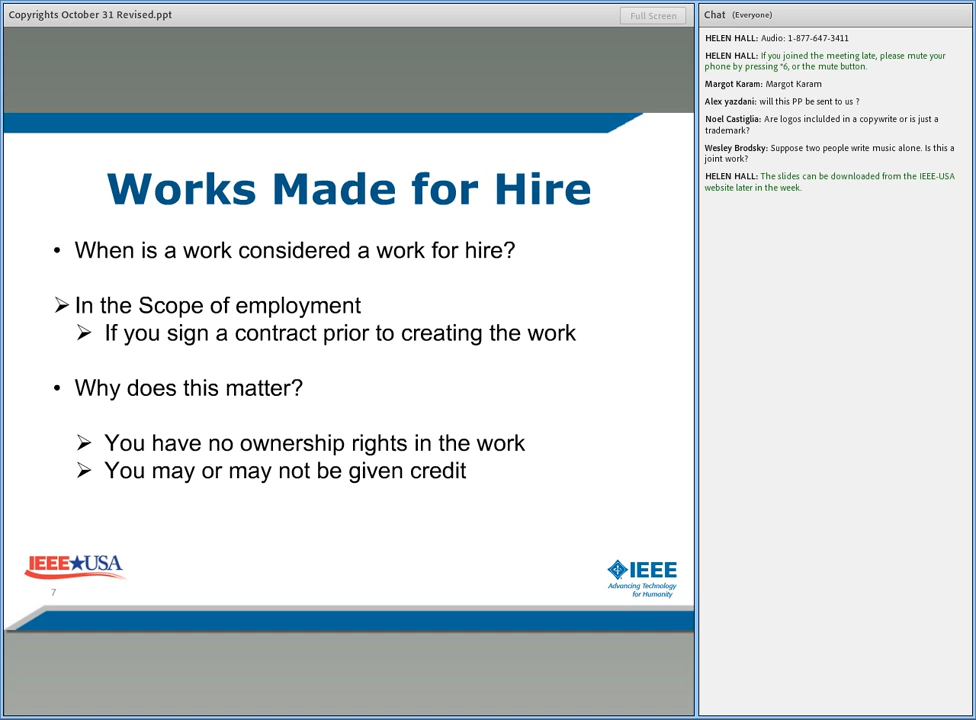 Copyrights October 31 Revised.ppt
Full Screen
Works Made for Hire
• When is a work considered a work for hire?
➢ In the Scope of employment
➢ If you sign a contract prior to creating the work
• Why does this matter?
➢ You have no ownership rights in the work
➢ You may or may not be given credit
IEEE★USA
IEEE
Advancing Technology
for Humanity
7
Chat (Everyone)
HELEN HALL: Audio: 1-877-647-3411
HELEN HALL: If you joined the meeting late, please mute your
phone by pressing *6, or the mute button.
Margot Karam: Margot Karam
Alex yazdani: will this PP be sent to us ?
Noel Castiglia: Are logos inclulded in a copywrite or is just a
trademark?
Wesley Brodsky: Suppose two people write music alone. Is this a
joint work?
HELEN HALL: The slides can be downloaded from the IEEE-USA
website later in the week.